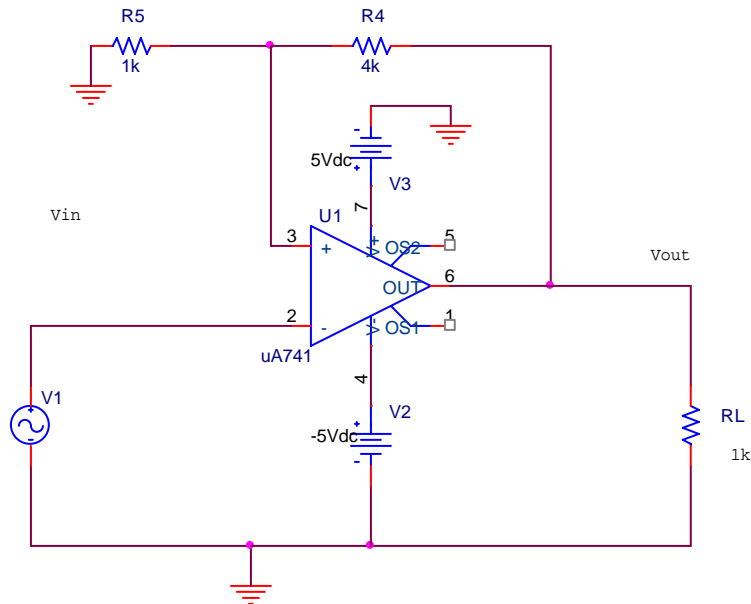 R5
R4
1k
4k
-
5Vdc
+
V3
7
Vin
U1
5
3
+
V+
OS2
Vout
6
OUT
2
-
V-
OS1
1
uA741
4
V1
+
-
V2
+
-5Vdc
-
RL
1k